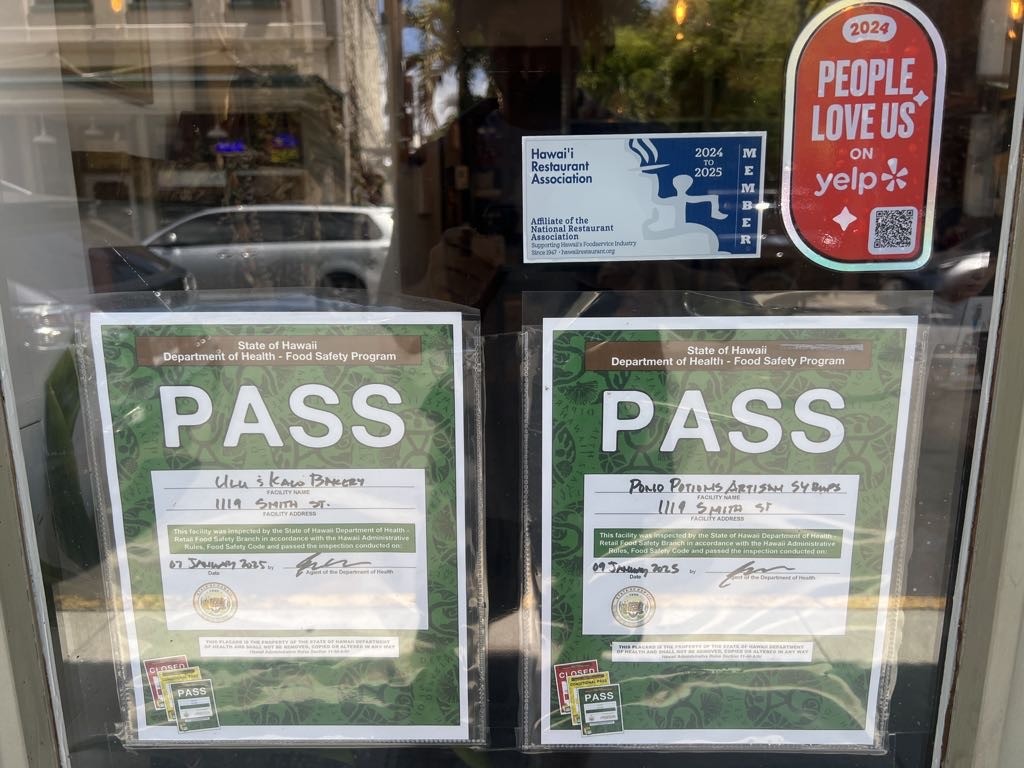 2024
PEOPLE
LOVE US
ON
yelp
Hawai'i
Restaurant
Association
2024
TO
2025
MEMBER
Affiliate of the
National Restaurant
Association
Supporting Hawaii's Foodservice Industry
Since 1947 • hawaiirestaurant.org
State of Hawaii
Department of Health - Food Safety Program
PASS
ULU & KALO BAKERY
FACILITY NAME
1119 SMITH ST.
FACILITY ADDRESS
This facility was inspected by the State of Hawaii Department of Health -
Retail Food Safety Branch in accordance with the Hawaii Administrative
Rules, Food Safety Code and passed the inspection conducted on:
07 JANUARY 2025 by
Date Agent of the Department of Health
THIS PLACARD IS THE PROPERTY OF THE STATE OF HAWAII DEPARTMENT
OF HEALTH AND SHALL NOT BE REMOVED, COPIED OR ALTERED IN ANY WAY
CLOSED
CONDITIONAL PASS
PASS
State of Hawaii
Department of Health - Food Safety Program
PASS
PONO POTIONS ARTISAN SYRUPS
FACILITY NAME
1119 SMITH ST
FACILITY ADDRESS
This facility was inspected by the State of Hawaii Department of Health -
Retail Food Safety Branch in accordance with the Hawaii Administrative
Rules, Food Safety Code and passed the inspection conducted on:
09 JANUARY 2025 by
Date Agent of the Department of Health
THIS PLACARD IS THE PROPERTY OF THE STATE OF HAWAII DEPARTMENT
OF HEALTH AND SHALL NOT BE REMOVED, COPIED OR ALTERED IN ANY WAY
CLOSED
CONDITIONAL PASS
PASS